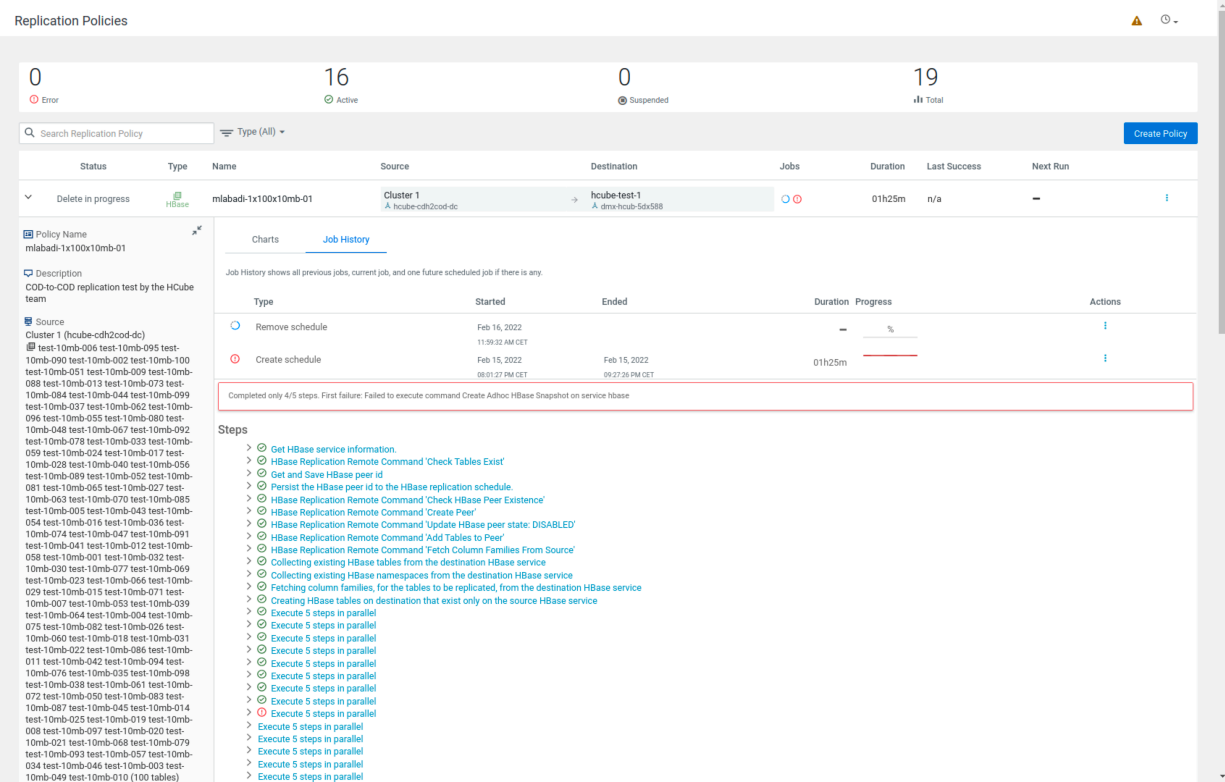 Replication Policies
0
Error
16
Active
0
Suspended
19
Total
Search Replication Policy
Type (All)
Create Policy
Status Type Name Source Destination Jobs Duration Last Success Next Run
Delete in progress HBase mlabadi-1x100x10mb-01 Cluster 1 → hcube-test-1 01h25m n/a –
hcube-cdh2cod-dc dmx-hcub-5dx588
Policy Name
mlabadi-1x100x10mb-01
Description
COD-to-COD replication test by the HCube
team
Source
Cluster 1 (hcube-cdh2cod-dc)
test-10mb-006 test-10mb-095 test-
10mb-090 test-10mb-002 test-10mb-100
test-10mb-051 test-10mb-009 test-10mb-
088 test-10mb-013 test-10mb-073 test-
10mb-084 test-10mb-044 test-10mb-099
test-10mb-037 test-10mb-062 test-10mb-
096 test-10mb-055 test-10mb-080 test-
10mb-048 test-10mb-067 test-10mb-092
test-10mb-078 test-10mb-033 test-10mb-
059 test-10mb-024 test-10mb-017 test-
10mb-028 test-10mb-040 test-10mb-056
test-10mb-089 test-10mb-052 test-10mb-
081 test-10mb-065 test-10mb-027 test-
10mb-063 test-10mb-070 test-10mb-085
test-10mb-005 test-10mb-043 test-10mb-
054 test-10mb-016 test-10mb-036 test-
10mb-074 test-10mb-047 test-10mb-091
test-10mb-041 test-10mb-012 test-10mb-
058 test-10mb-001 test-10mb-032 test-
10mb-030 test-10mb-077 test-10mb-069
test-10mb-023 test-10mb-066 test-10mb-
029 test-10mb-015 test-10mb-071 test-
10mb-007 test-10mb-053 test-10mb-039
test-10mb-064 test-10mb-004 test-10mb-
075 test-10mb-082 test-10mb-026 test-
10mb-060 test-10mb-018 test-10mb-031
test-10mb-022 test-10mb-086 test-10mb-
011 test-10mb-042 test-10mb-094 test-
10mb-076 test-10mb-035 test-10mb-098
test-10mb-038 test-10mb-061 test-10mb-
072 test-10mb-050 test-10mb-083 test-
10mb-087 test-10mb-045 test-10mb-014
test-10mb-025 test-10mb-019 test-10mb-
008 test-10mb-097 test-10mb-020 test-
10mb-021 test-10mb-068 test-10mb-079
test-10mb-093 test-10mb-057 test-10mb-
034 test-10mb-046 test-10mb-003 test-
10mb-049 test-10mb-010 (100 tables)
Charts Job History
Job History shows all previous jobs, current job, and one future scheduled job if there is any.
Type Started Ended Duration Progress Actions
Remove schedule Feb 16, 2022 – %
11:59:32 AM CET
Create schedule Feb 15, 2022 Feb 15, 2022 01h25m
08:01:27 PM CET 09:27:26 PM CET
Completed only 4/5 steps. First failure: Failed to execute command Create Adhoc HBase Snapshot on service hbase
Steps
Get HBase service information.
HBase Replication Remote Command 'Check Tables Exist'
Get and Save HBase peer id
Persist the HBase peer id to the HBase replication schedule.
HBase Replication Remote Command 'Check HBase Peer Existence'
HBase Replication Remote Command 'Create Peer'
HBase Replication Remote Command 'Update HBase peer state: DISABLED'
HBase Replication Remote Command 'Add Tables to Peer'
HBase Replication Remote Command 'Fetch Column Families From Source'
Collecting existing HBase tables from the destination HBase service
Collecting existing HBase namespaces from the destination HBase service
Fetching column families, for the tables to be replicated, from the destination HBase service
Creating HBase tables on destination that exist only on the source HBase service
Execute 5 steps in parallel
Execute 5 steps in parallel
Execute 5 steps in parallel
Execute 5 steps in parallel
Execute 5 steps in parallel
Execute 5 steps in parallel
Execute 5 steps in parallel
Execute 5 steps in parallel
Execute 5 steps in parallel
Execute 5 steps in parallel
Execute 5 steps in parallel
Execute 5 steps in parallel
Execute 5 steps in parallel
Execute 5 steps in parallel